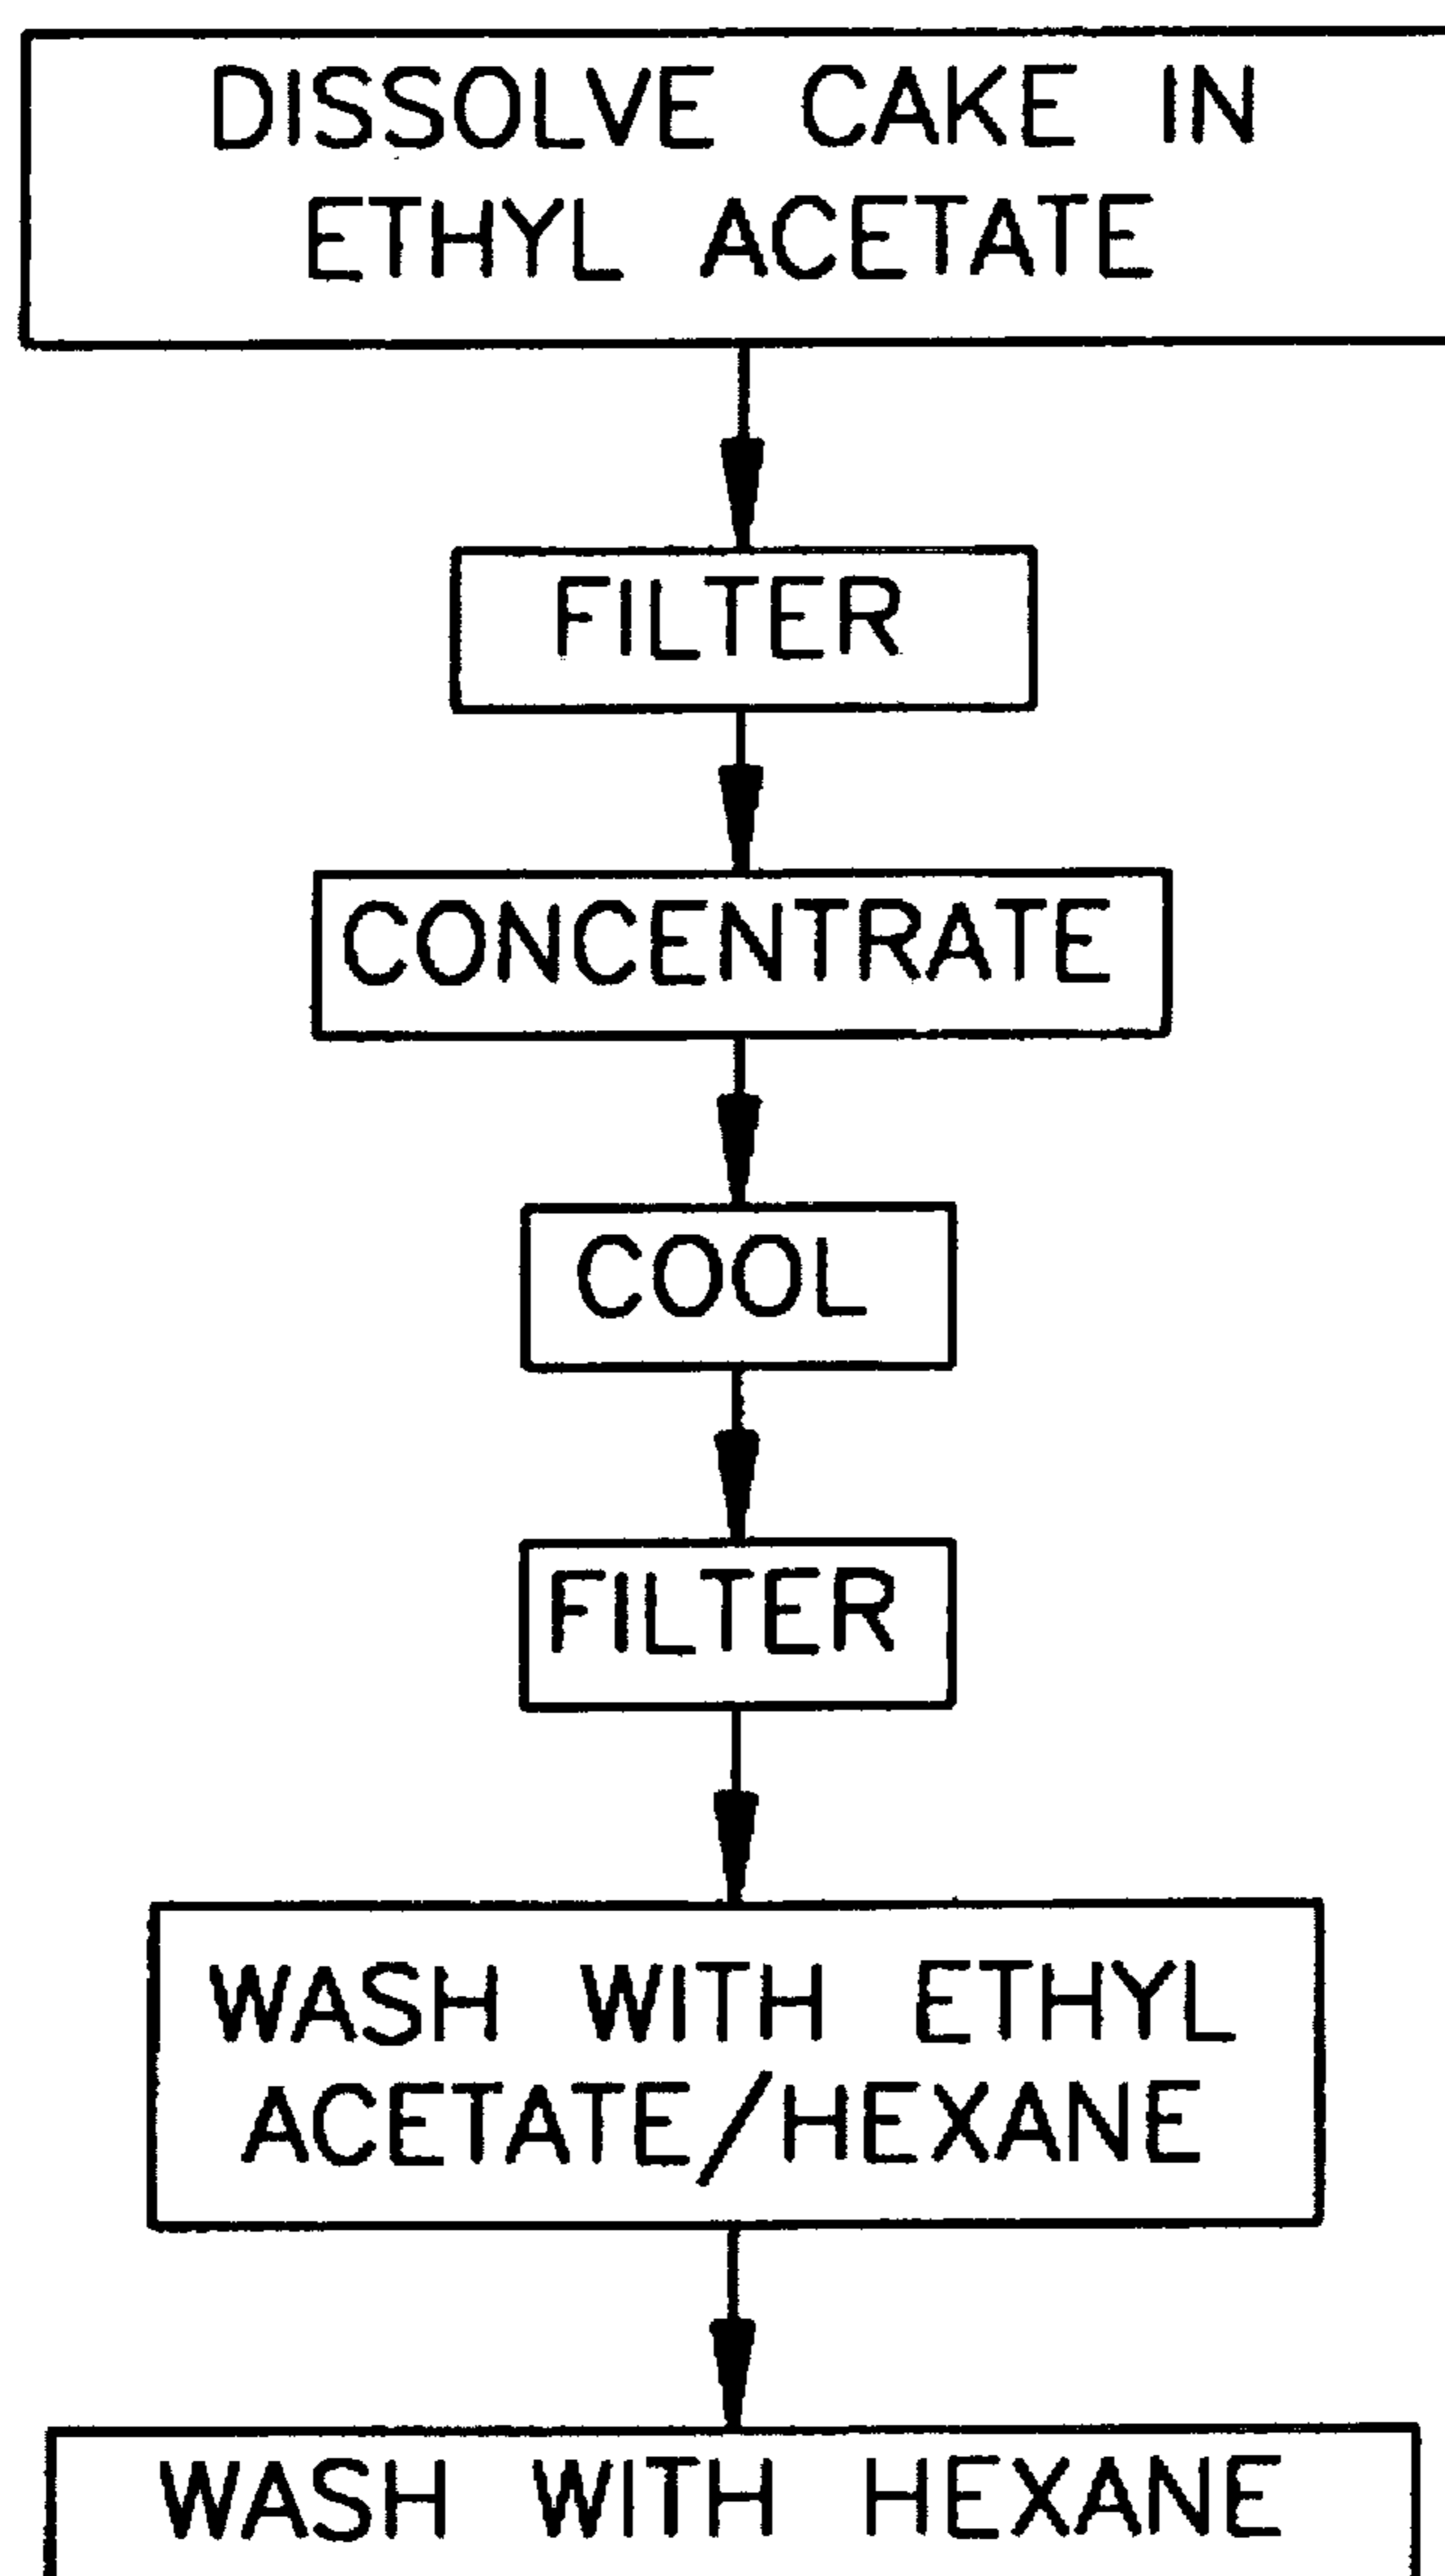 DISSOLVE CAKE IN
ETHYL ACETATE
FILTER
CONCENTRATE
COOL
FILTER
WASH WITH ETHYL
ACETATE/HEXANE
WASH WITH HEXANE